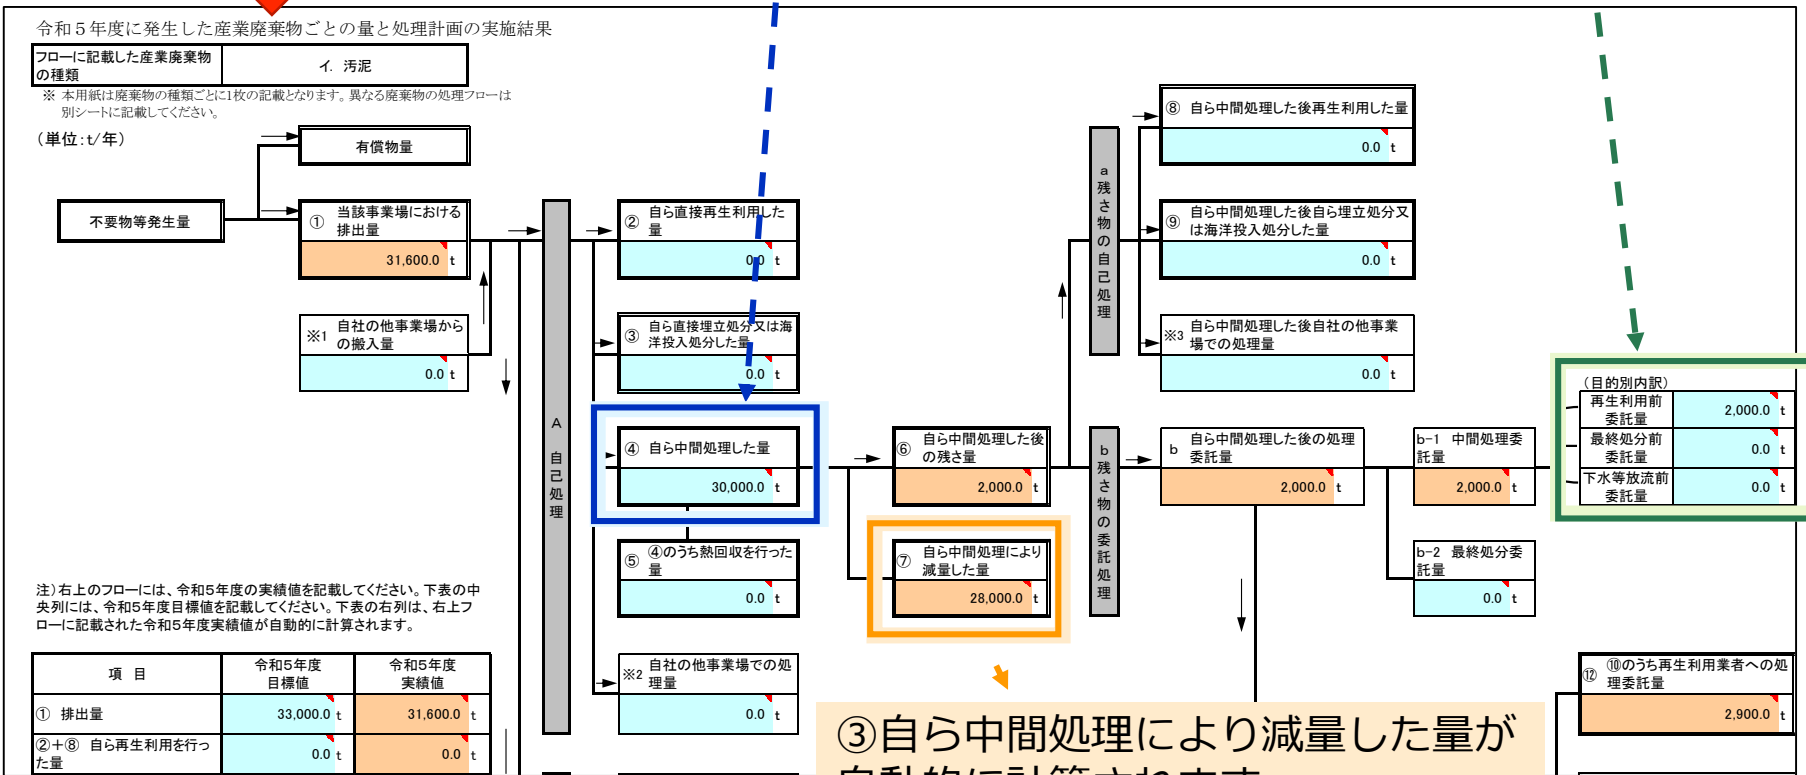 令和５年度に発生した産業廃棄物ごとの量と処理計画の実施結果
フローに記載した産業廃棄物
の種類
イ. 汚泥
※ 本用紙は廃棄物の種類ごとに1枚の記載となります。異なる廃棄物の処理フローは
別シートに記載してください。
（単位：t/年）
有償物量
不要物等発生量
① 当該事業場における
排出量
31,600.0 t
※1 自社の他事業場から
の搬入量
0.0 t
A 自己処理
② 自ら直接再生利用した
量
0.0 t
③ 自ら直接埋立処分又は海
洋投入処分した量
0.0 t
④ 自ら中間処理した量
30,000.0 t
⑤ ④のうち熱回収を行った
量
0.0 t
※2 自社の他事業場での処
理量
0.0 t
⑥ 自ら中間処理した後
の残さ量
2,000.0 t
⑦ 自ら中間処理により
減量した量
28,000.0 t
a 残さ物の自己処理
⑧ 自ら中間処理した後再生利用した量
0.0 t
⑨ 自ら中間処理した後自ら埋立処分又
は海洋投入処分した量
0.0 t
※3 自ら中間処理した後自社の他事業
場での処理量
0.0 t
b 残さ物の委託処理
b 自ら中間処理した後の処理
委託量
2,000.0 t
b-1 中間処理委
託量
2,000.0 t
b-2 最終処分委
託量
0.0 t
（目的別内訳）
再生利用前
委託量
2,000.0 t
最終処分前
委託量
0.0 t
下水等放流前
委託量
0.0 t
⑫ ⑩のうち再生利用業者への処
理委託量
2,900.0 t
注）右上のフローには、令和5年度の実績値を記載してください。下表の中
央列には、令和5年度目標値を記載してください。下表の右列は、右上フ
ローに記載された令和5年度実績値が自動的に計算されます。
項 目
令和5年度
目標値
令和5年度
実績値
① 排出量 33,000.0 t 31,600.0 t
②＋⑧ 自ら再生利用を行っ
た量
0.0 t 0.0 t
③自ら中間処理により減量した量が
自動的に計算されます